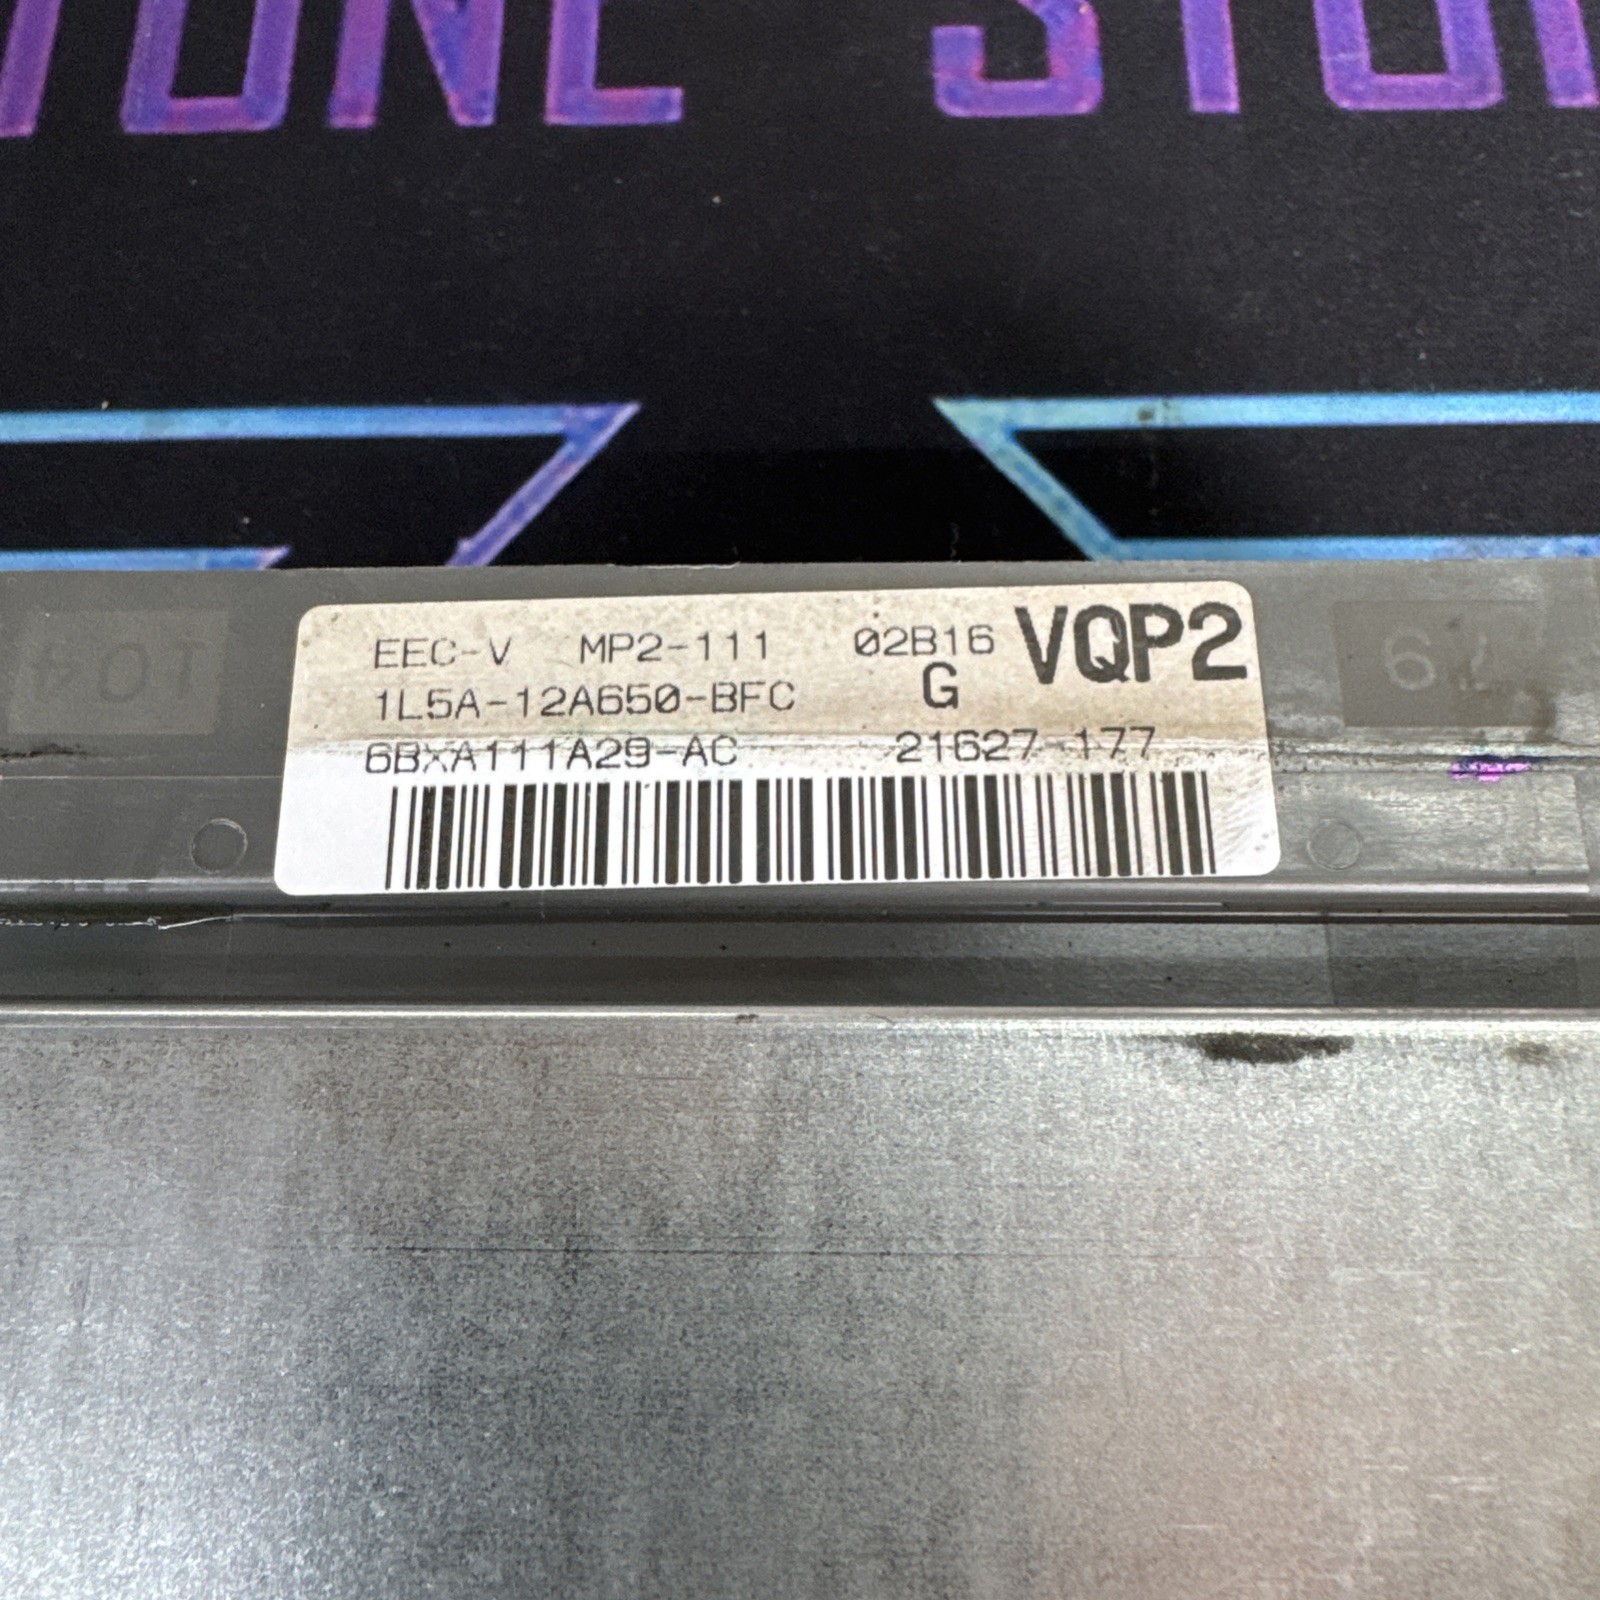 EEC-V MP2-111 02B16 VQP2
1L5A-12A650-BFC G
6BXA111A29-AC 21627 177